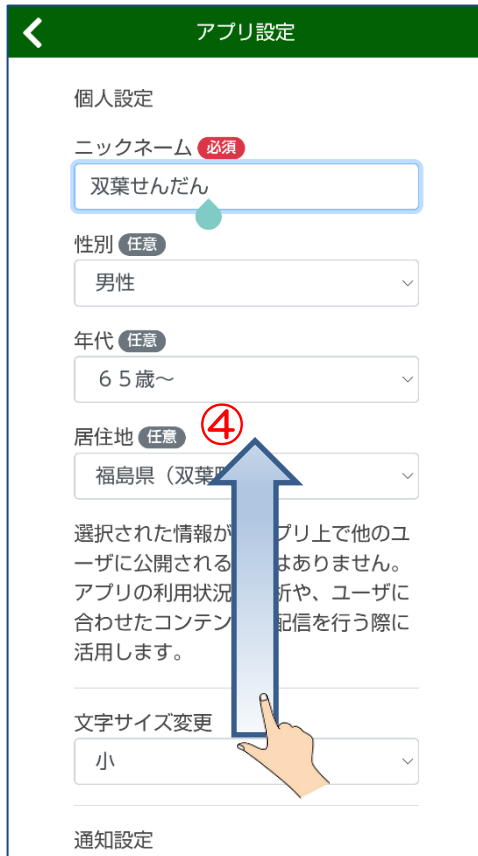 アプリ設定
個人設定
ニックネーム 必須
双葉せんだん
性別 任意
男性
年代 任意
６５歳～
居住地 任意 ④
福島県（双葉
選択された情報が プリ上で他のユ
ーザに公開される はありません。
アプリの利用状況 析や、ユーザに
合わせたコンテン 配信を行う際に
活用します。
文字サイズ変更
小
通知設定